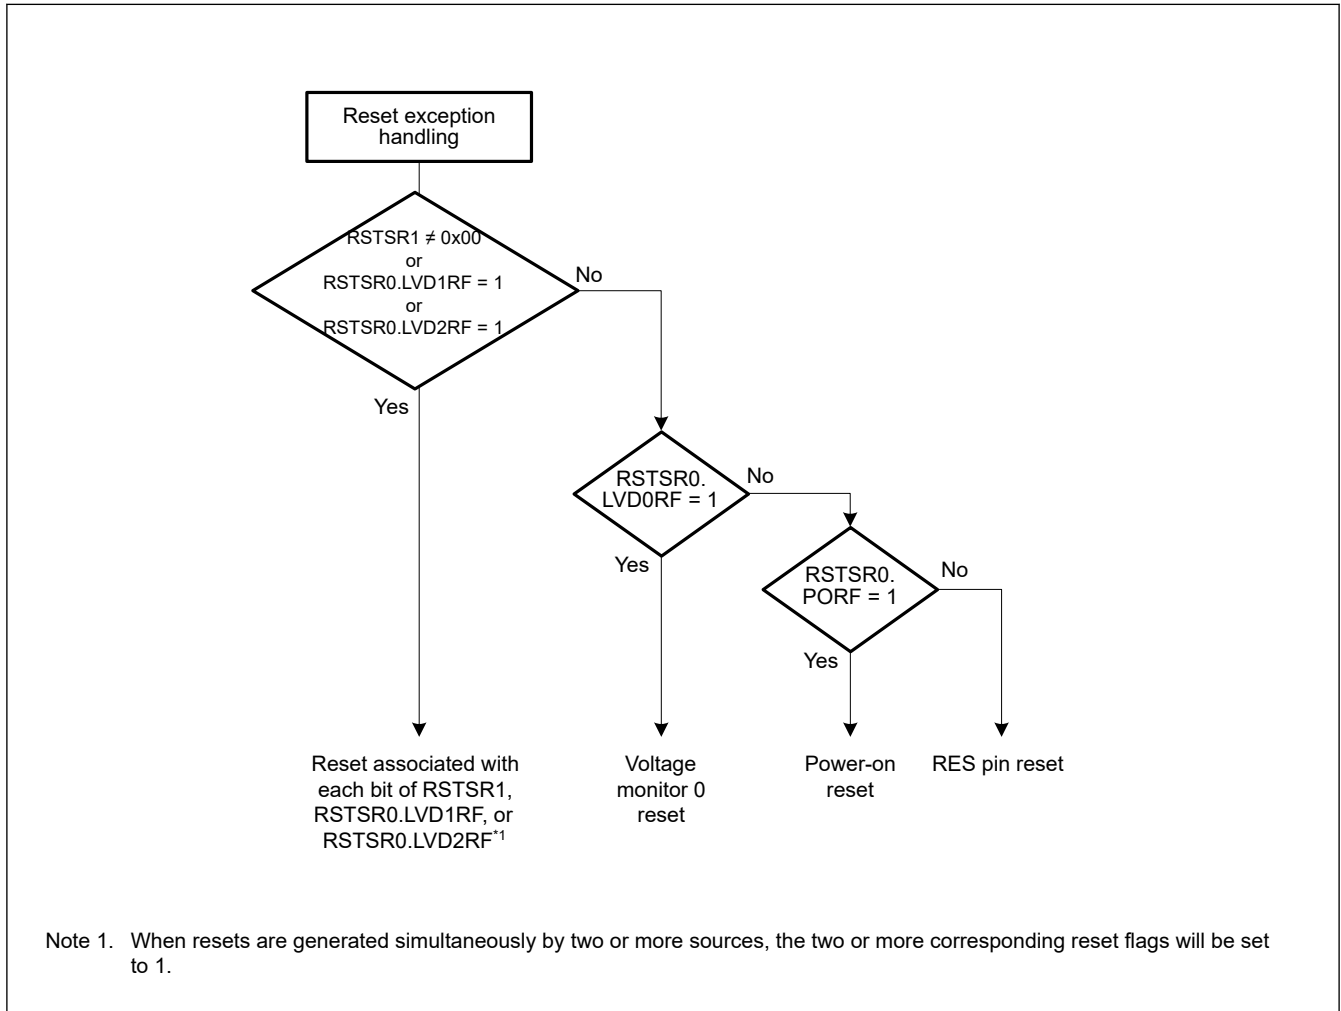 Reset exception
handling
RSTSR1 ≠ 0x00
or
RSTSR0.LVD1RF = 1
or
RSTSR0.LVD2RF = 1
No
Yes
RSTSR0.
LVD0RF = 1
No
Yes
RSTSR0.
PORF = 1
No
Yes
Reset associated with
each bit of RSTSR1,
RSTSR0.LVD1RF, or
RSTSR0.LVD2RF*1
Voltage
monitor 0
reset
Power-on
reset
RES pin reset
Note 1. When resets are generated simultaneously by two or more sources, the two or more corresponding reset flags will be set
to 1.